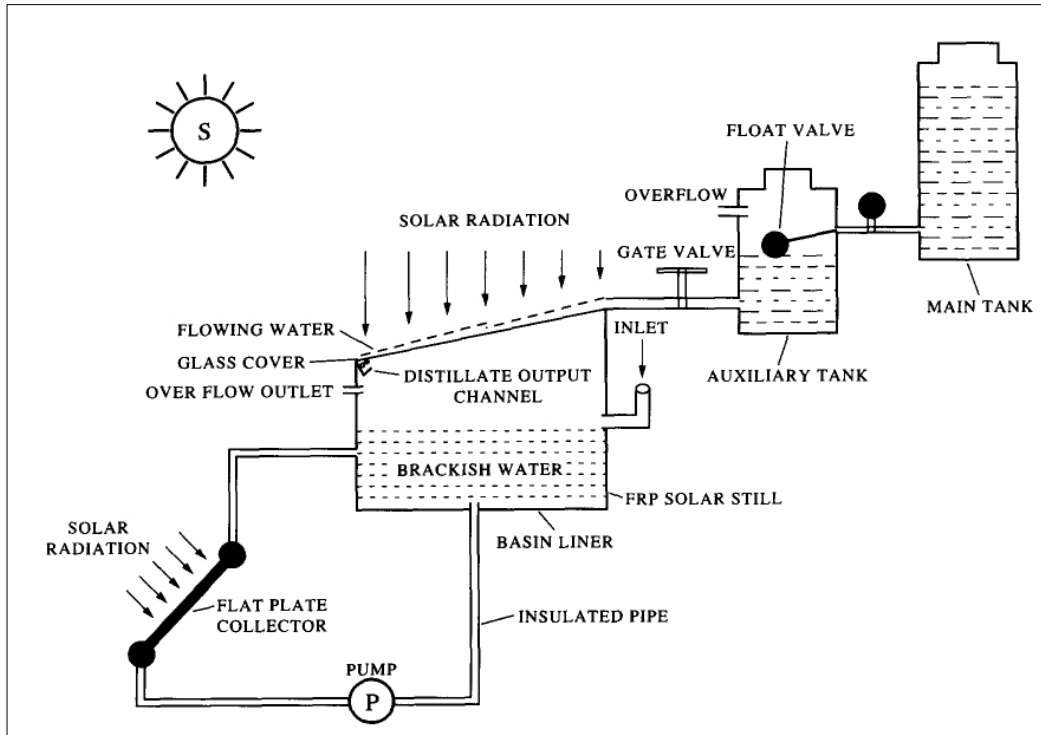 S
FLOAT VALVE
OVERFLOW
SOLAR RADIATION
GATE VALVE
MAIN TANK
FLOWING WATER
INLET
GLASS COVER
DISTILLATE OUTPUT
CHANNEL
AUXILIARY TANK
OVER FLOW OUTLET
BRACKISH WATER
FRP SOLAR STILL
BASIN LINER
SOLAR
RADIATION
FLAT PLATE
COLLECTOR
INSULATED PIPE
PUMP
P